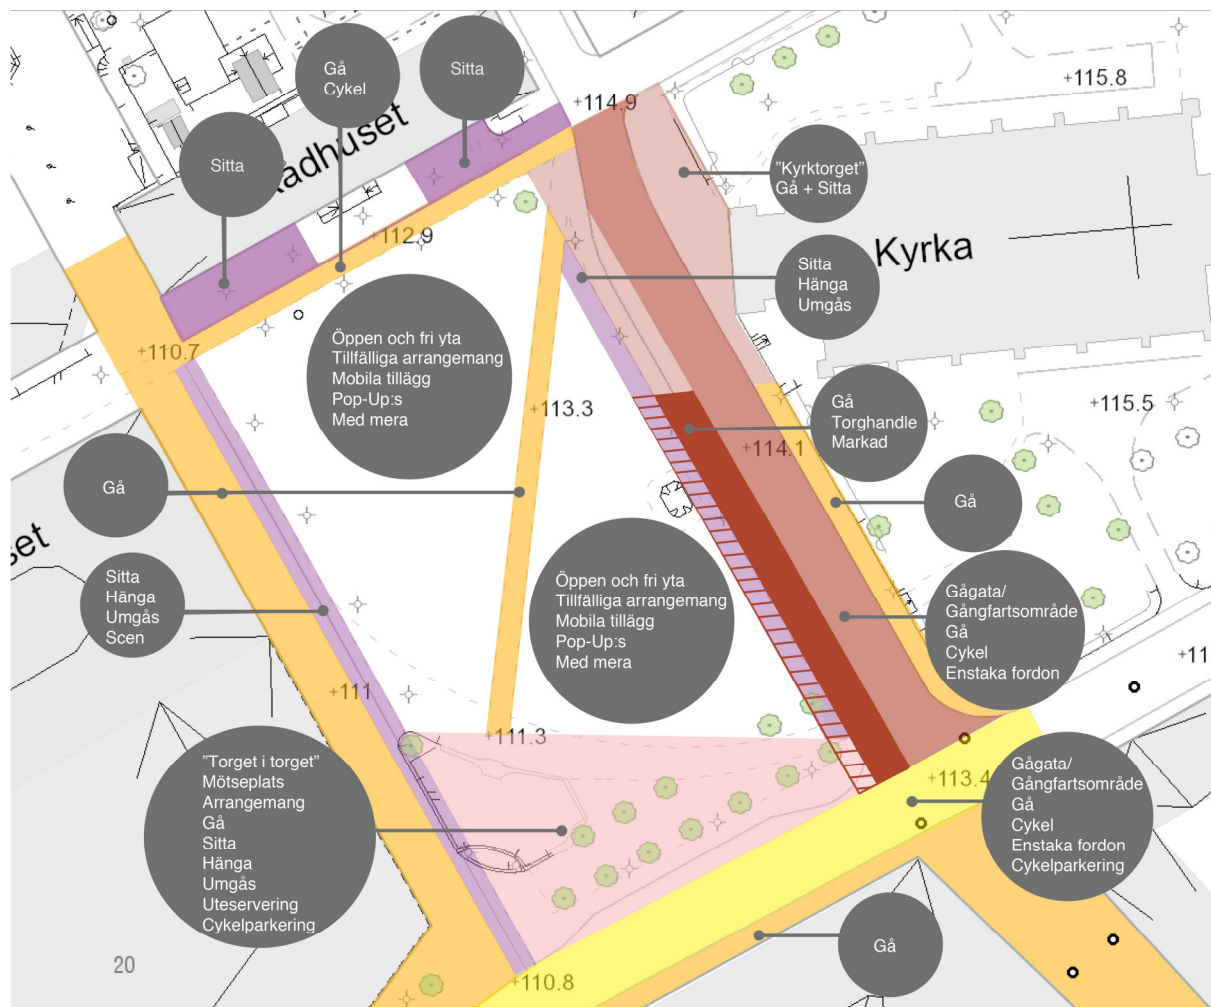 Gå
Cykel
Sitta
+115.8
+114.9
Sitta
Rådhuset
"Kyrktorget"
Gå + Sitta
+112.9
Kyrka
Sitta
Hänga
Umgås
+110.7
Öppen och fri yta
Tillfälliga arrangemang
Mobila tillägg
Pop-Up:s
Med mera
+113.3
Gå
Torghandle
Markad
+115.5
+114.1
Gå
Gå
set
Sitta
Hänga
Umgås
Scen
Öppen och fri yta
Tillfälliga arrangemang
Mobila tillägg
Pop-Up:s
Med mera
Gågata/
Gångfartsområde
Gå
Cykel
Enstaka fordon
+11
+111
+111.3
"Torget i torget"
Mötseplats
Arrangemang
Gå
Sitta
Hänga
Umgås
Uteservering
Cykelparkering
+113.4
Gågata/
Gångfartsområde
Gå
Cykel
Enstaka fordon
Cykelparkering
Gå
20
+110.8